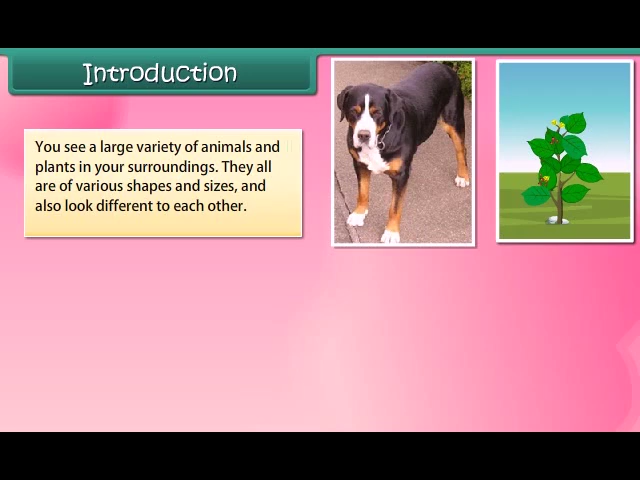 Introduction
You see a large variety of animals and
plants in your surroundings. They all
are of various shapes and sizes, and
also look different to each other.